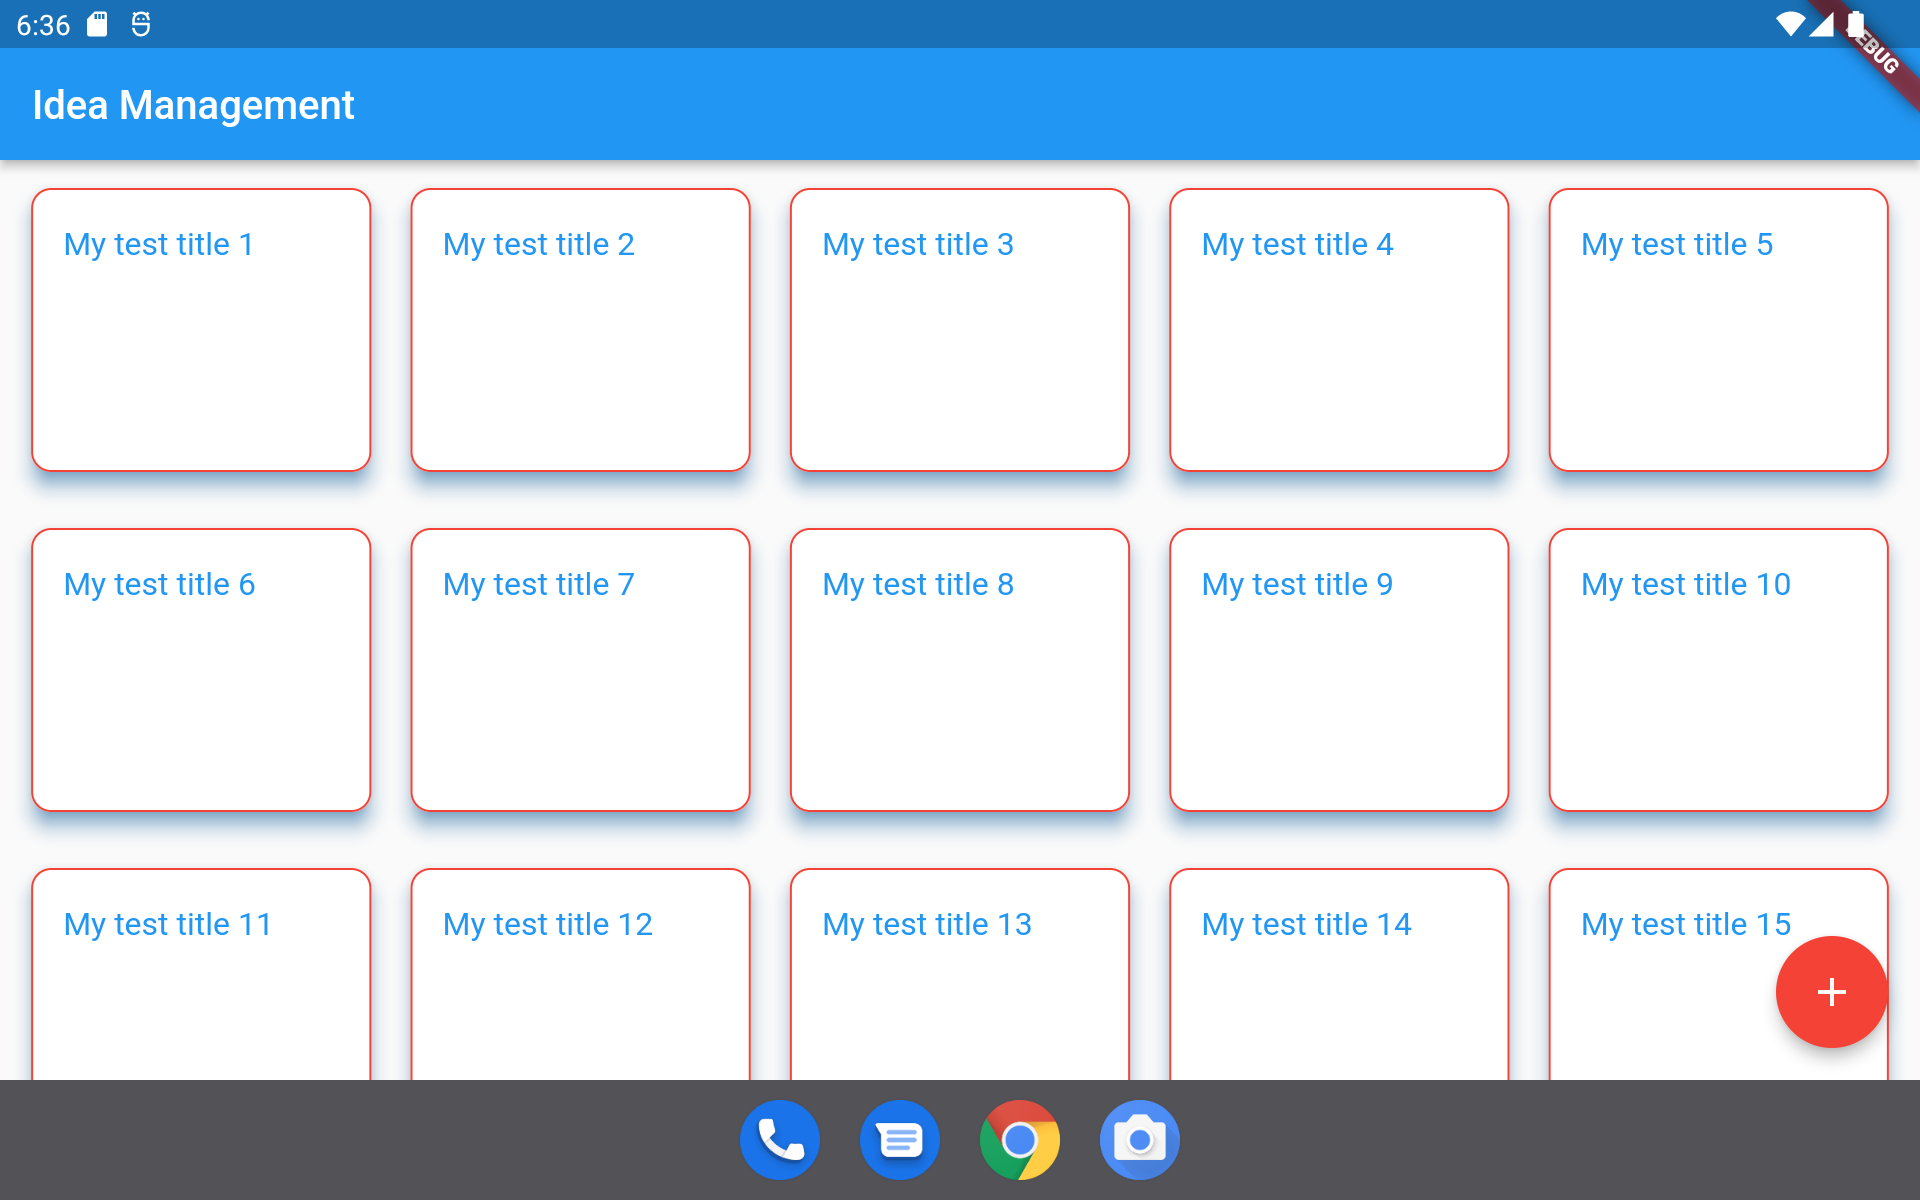 6:36
DEBUG
Idea Management
My test title 1
My test title 2
My test title 3
My test title 4
My test title 5
My test title 6
My test title 7
My test title 8
My test title 9
My test title 10
My test title 11
My test title 12
My test title 13
My test title 14
My test title 15